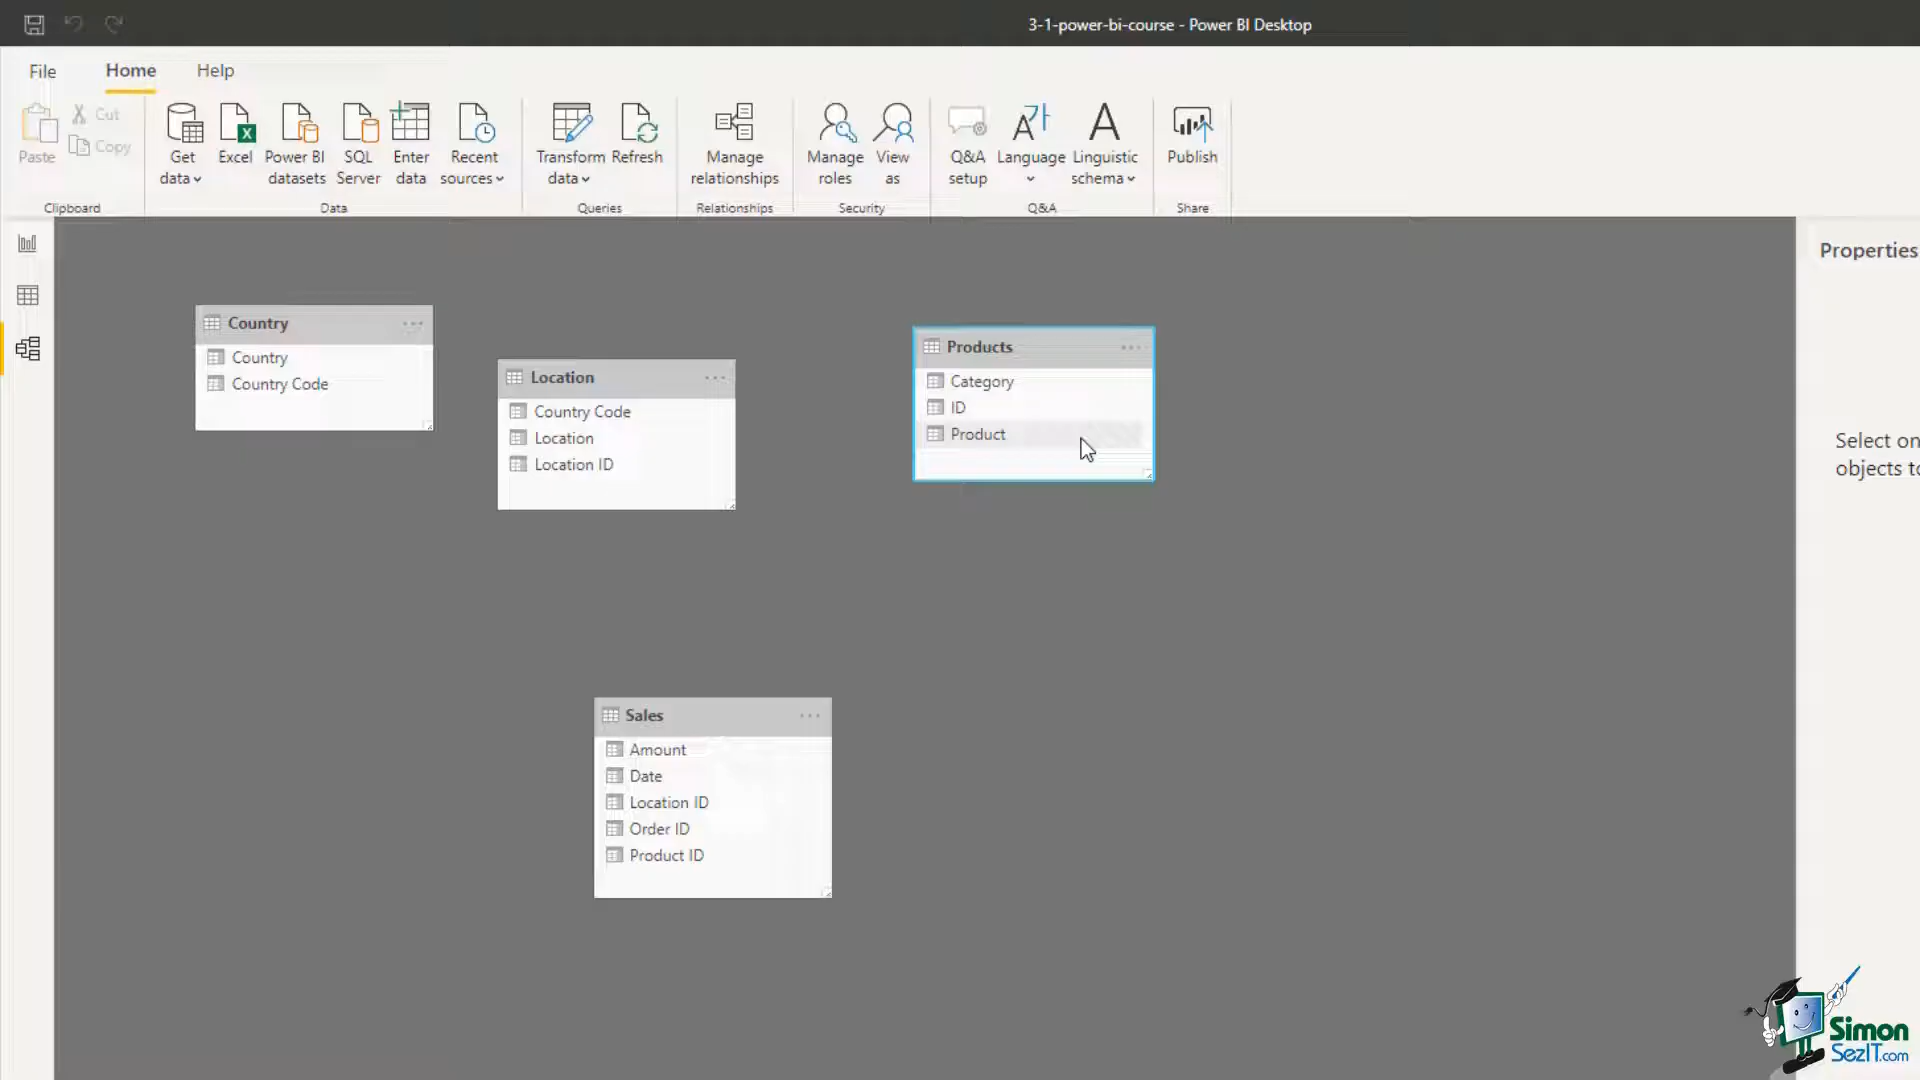 3-1-power-bi-course - Power BI Desktop
File Home Help
Paste
Cut
Copy
Clipboard
Get data
Excel
Power BI datasets
SQL Server
Enter data
Recent sources
Data
Transform data
Refresh
Queries
Manage relationships
Relationships
Manage roles
View as
Security
Q&A setup
Language
Linguistic schema
Q&A
Publish
Share
Properties
Select on
objects to
Country
Country
Country Code
Location
Country Code
Location
Location ID
Products
Category
ID
Product
Sales
Amount
Date
Location ID
Order ID
Product ID
Simon
SezIT.com